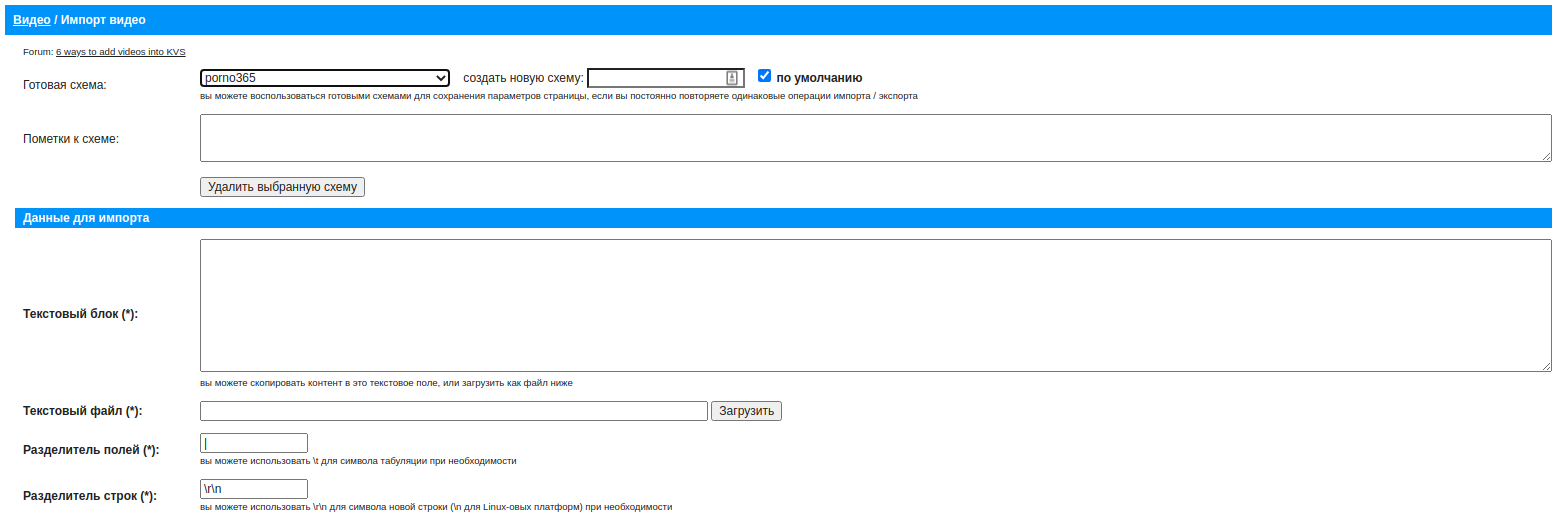 Видео / Импорт видео
Forum: 6 ways to add videos into KVS
Готовая схема: porno365 создать новую схему: по умолчанию
вы можете воспользоваться готовыми схемами для сохранения параметров страницы, если вы постоянно повторяете одинаковые операции импорта / экспорта
Пометки к схеме:
Удалить выбранную схему
Данные для импорта
Текстовый блок (*):
вы можете скопировать контент в это текстовое поле, или загрузить как файл ниже
Текстовый файл (*): Загрузить
Разделитель полей (*): |
вы можете использовать \t для символа табуляции при необходимости
Разделитель строк (*): \r\n
вы можете использовать \r\n для символа новой строки (\n для Linux-овых платформ) при необходимости